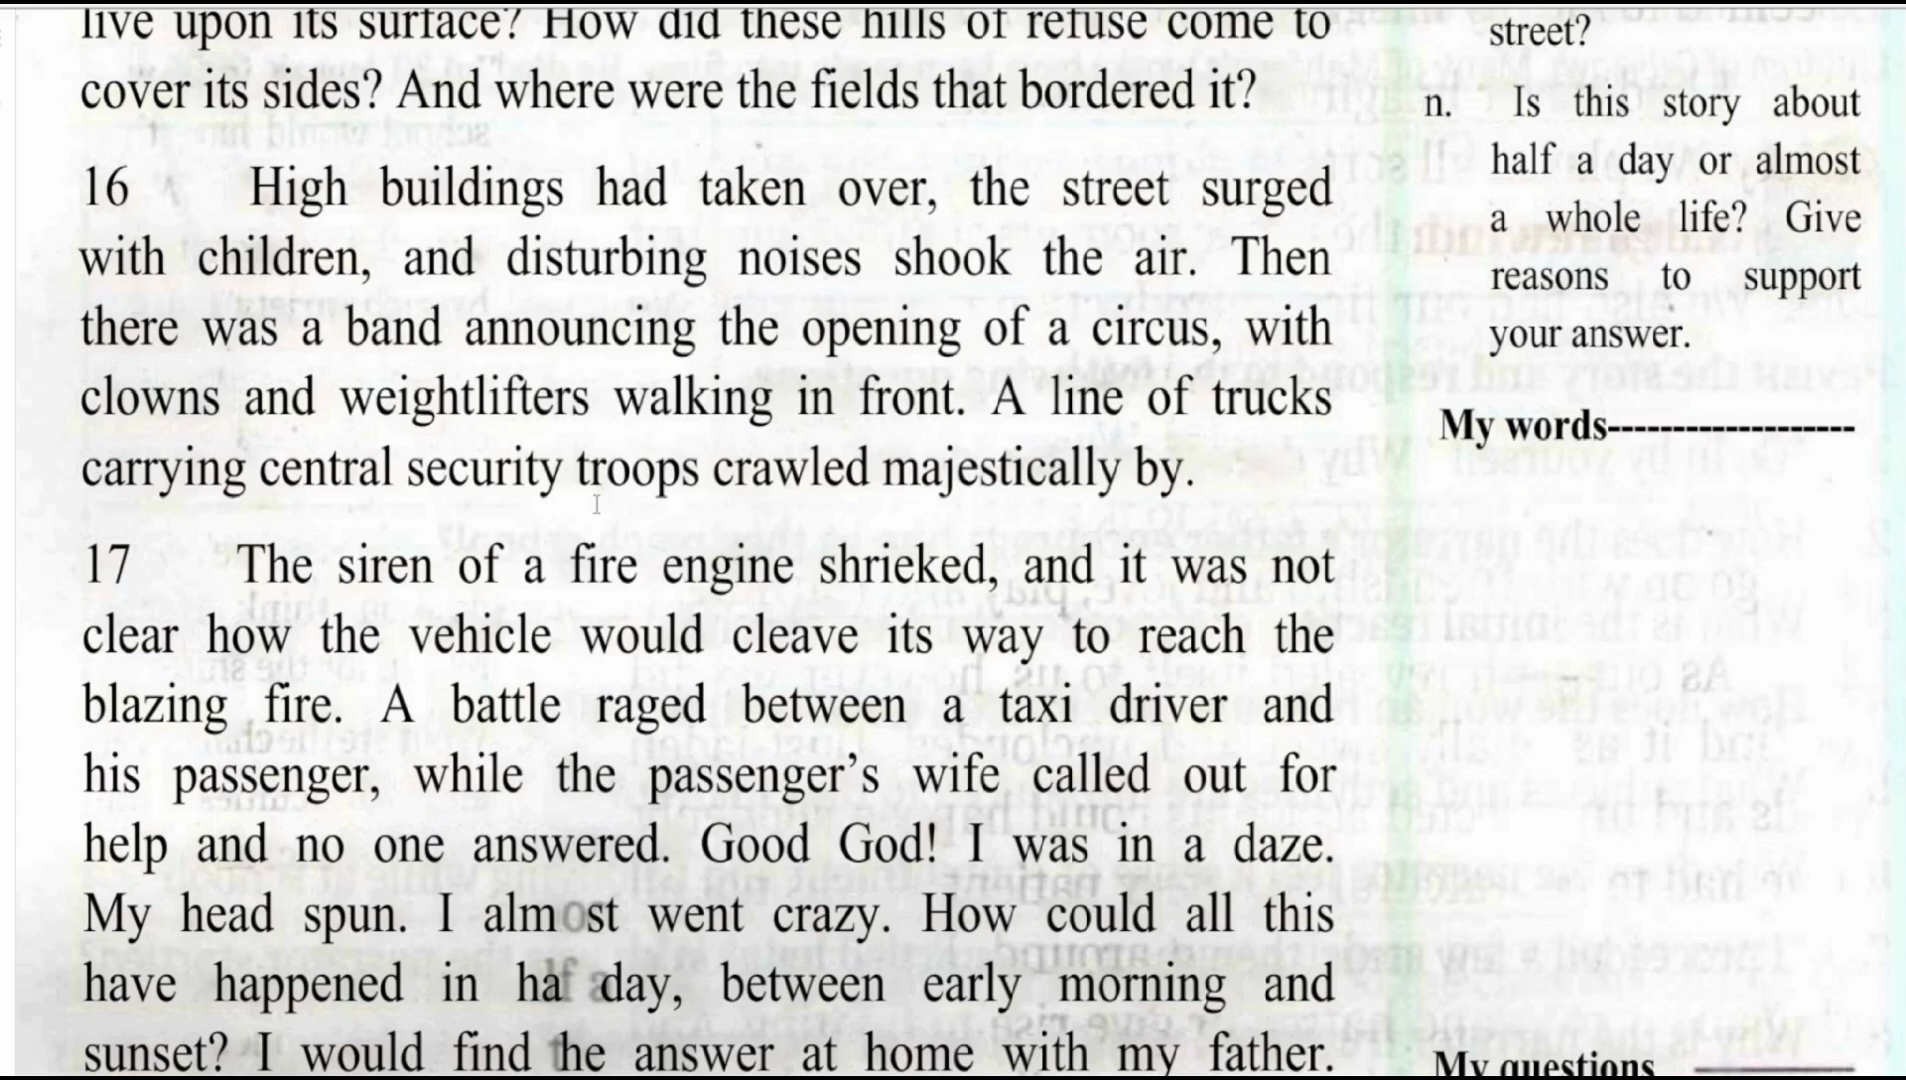 live upon its surface? How did these hills of refuse come to
cover its sides? And where were the fields that bordered it?
16 High buildings had taken over, the street surged
with children, and disturbing noises shook the air. Then
there was a band announcing the opening of a circus, with
clowns and weightlifters walking in front. A line of trucks
carrying central security troops crawled majestically by.
17 The siren of a fire engine shrieked, and it was not
clear how the vehicle would cleave its way to reach the
blazing fire. A battle raged between a taxi driver and
his passenger, while the passenger's wife called out for
help and no one answered. Good God! I was in a daze.
My head spun. I almost went crazy. How could all this
have happened in half a day, between early morning and
sunset? I would find the answer at home with my father.
street?
n. Is this story about
half a day or almost
a whole life? Give
reasons to support
your answer.
My words-------------------
My questions